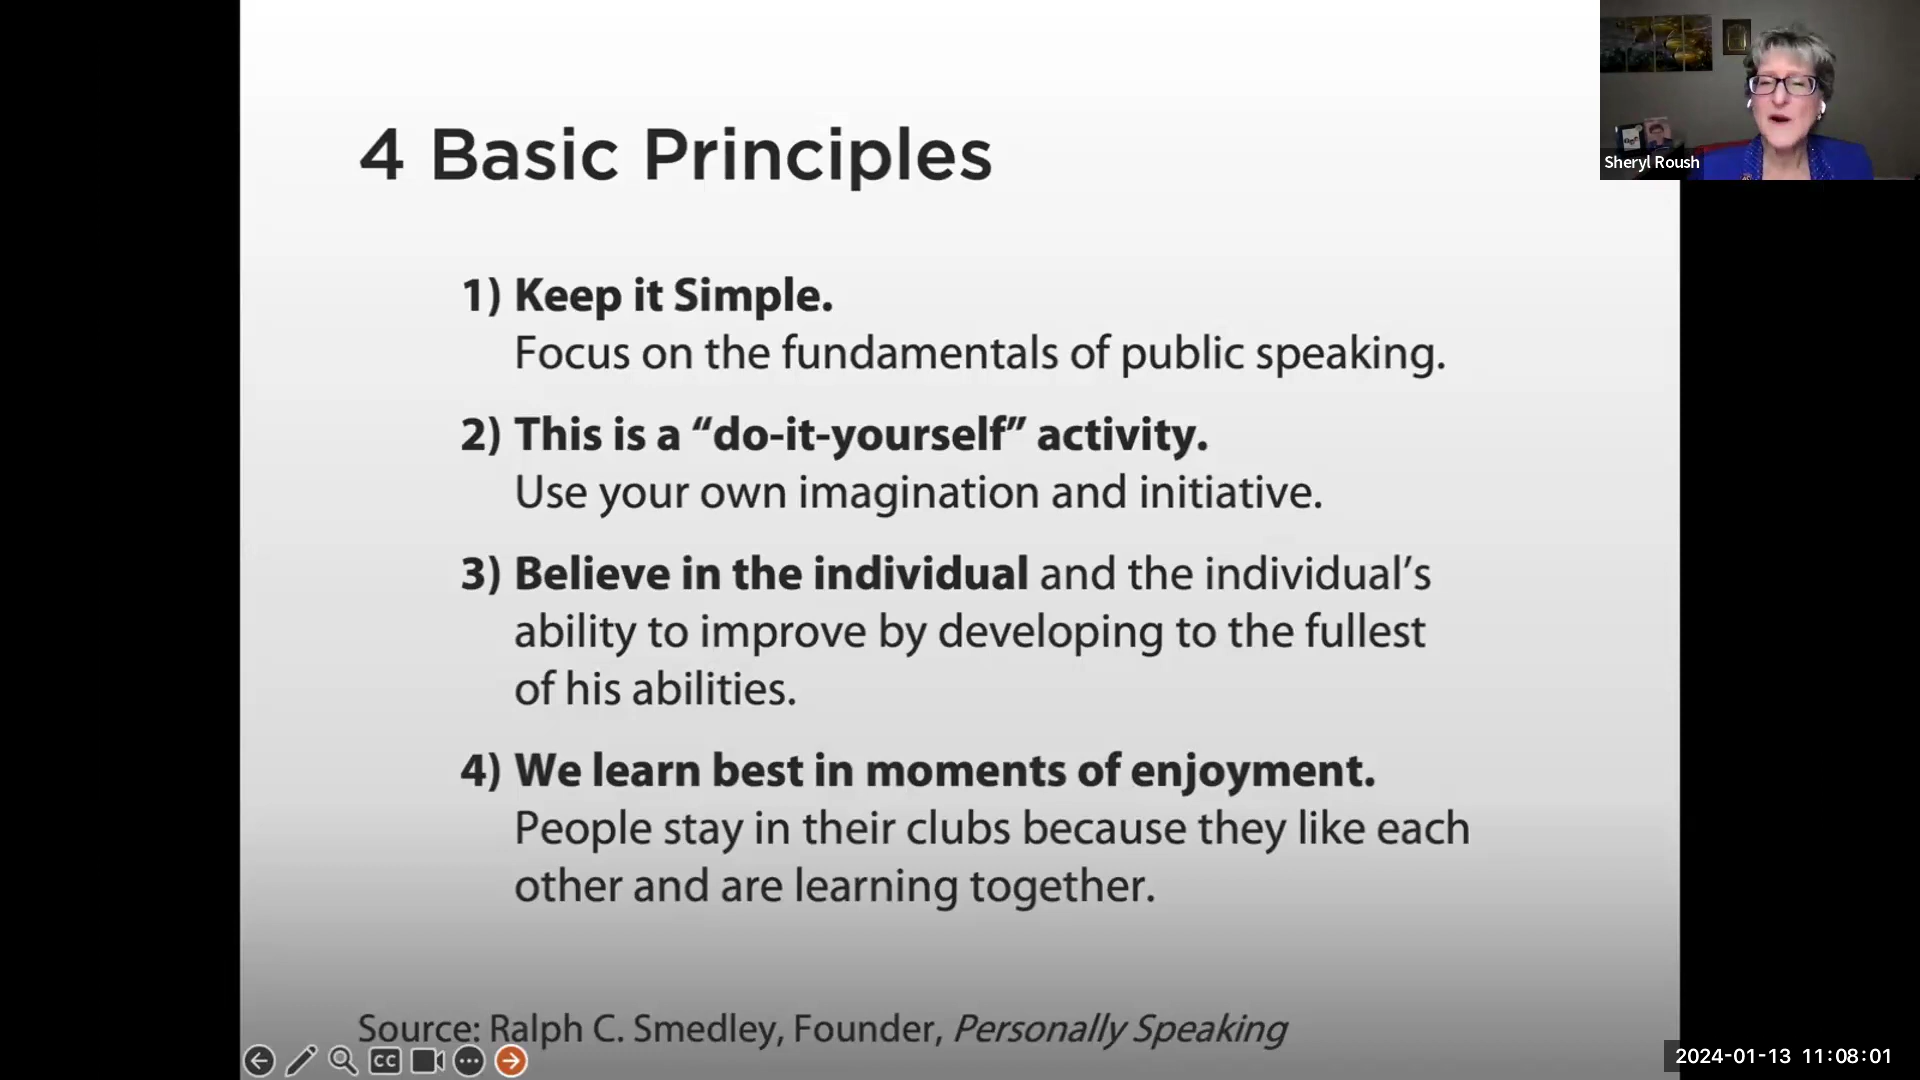 4 Basic Principles
1) Keep it Simple.
Focus on the fundamentals of public speaking.
2) This is a “do-it-yourself” activity.
Use your own imagination and initiative.
3) Believe in the individual and the individual’s
ability to improve by developing to the fullest
of his abilities.
4) We learn best in moments of enjoyment.
People stay in their clubs because they like each
other and are learning together.
Source: Ralph C. Smedley, Founder, Personally Speaking
CC
Sheryl Roush
2024-01-13 11:08:01